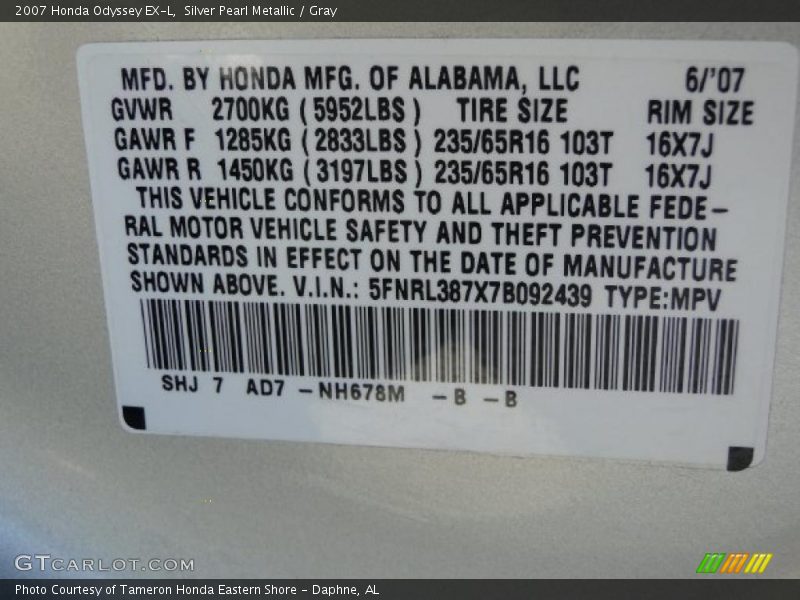 2007 Honda Odyssey EX-L, Silver Pearl Metallic / Gray
MFD. BY HONDA MFG. OF ALABAMA, LLC 6/'07
GVWR 2700KG (5952LBS) TIRE SIZE RIM SIZE
GAWR F 1285KG (2833LBS) 235/65R16 103T 16X7J
GAWR R 1450KG (3197LBS) 235/65R16 103T 16X7J
THIS VEHICLE CONFORMS TO ALL APPLICABLE FEDE-
RAL MOTOR VEHICLE SAFETY AND THEFT PREVENTION
STANDARDS IN EFFECT ON THE DATE OF MANUFACTURE
SHOWN ABOVE. V.I.N.: 5FNRL387X7B092439 TYPE:MPV
SHJ 7 AD7 -NH678M -B -B
GTCARLOT.COM
Photo Courtesy of Tameron Honda Eastern Shore - Daphne, AL